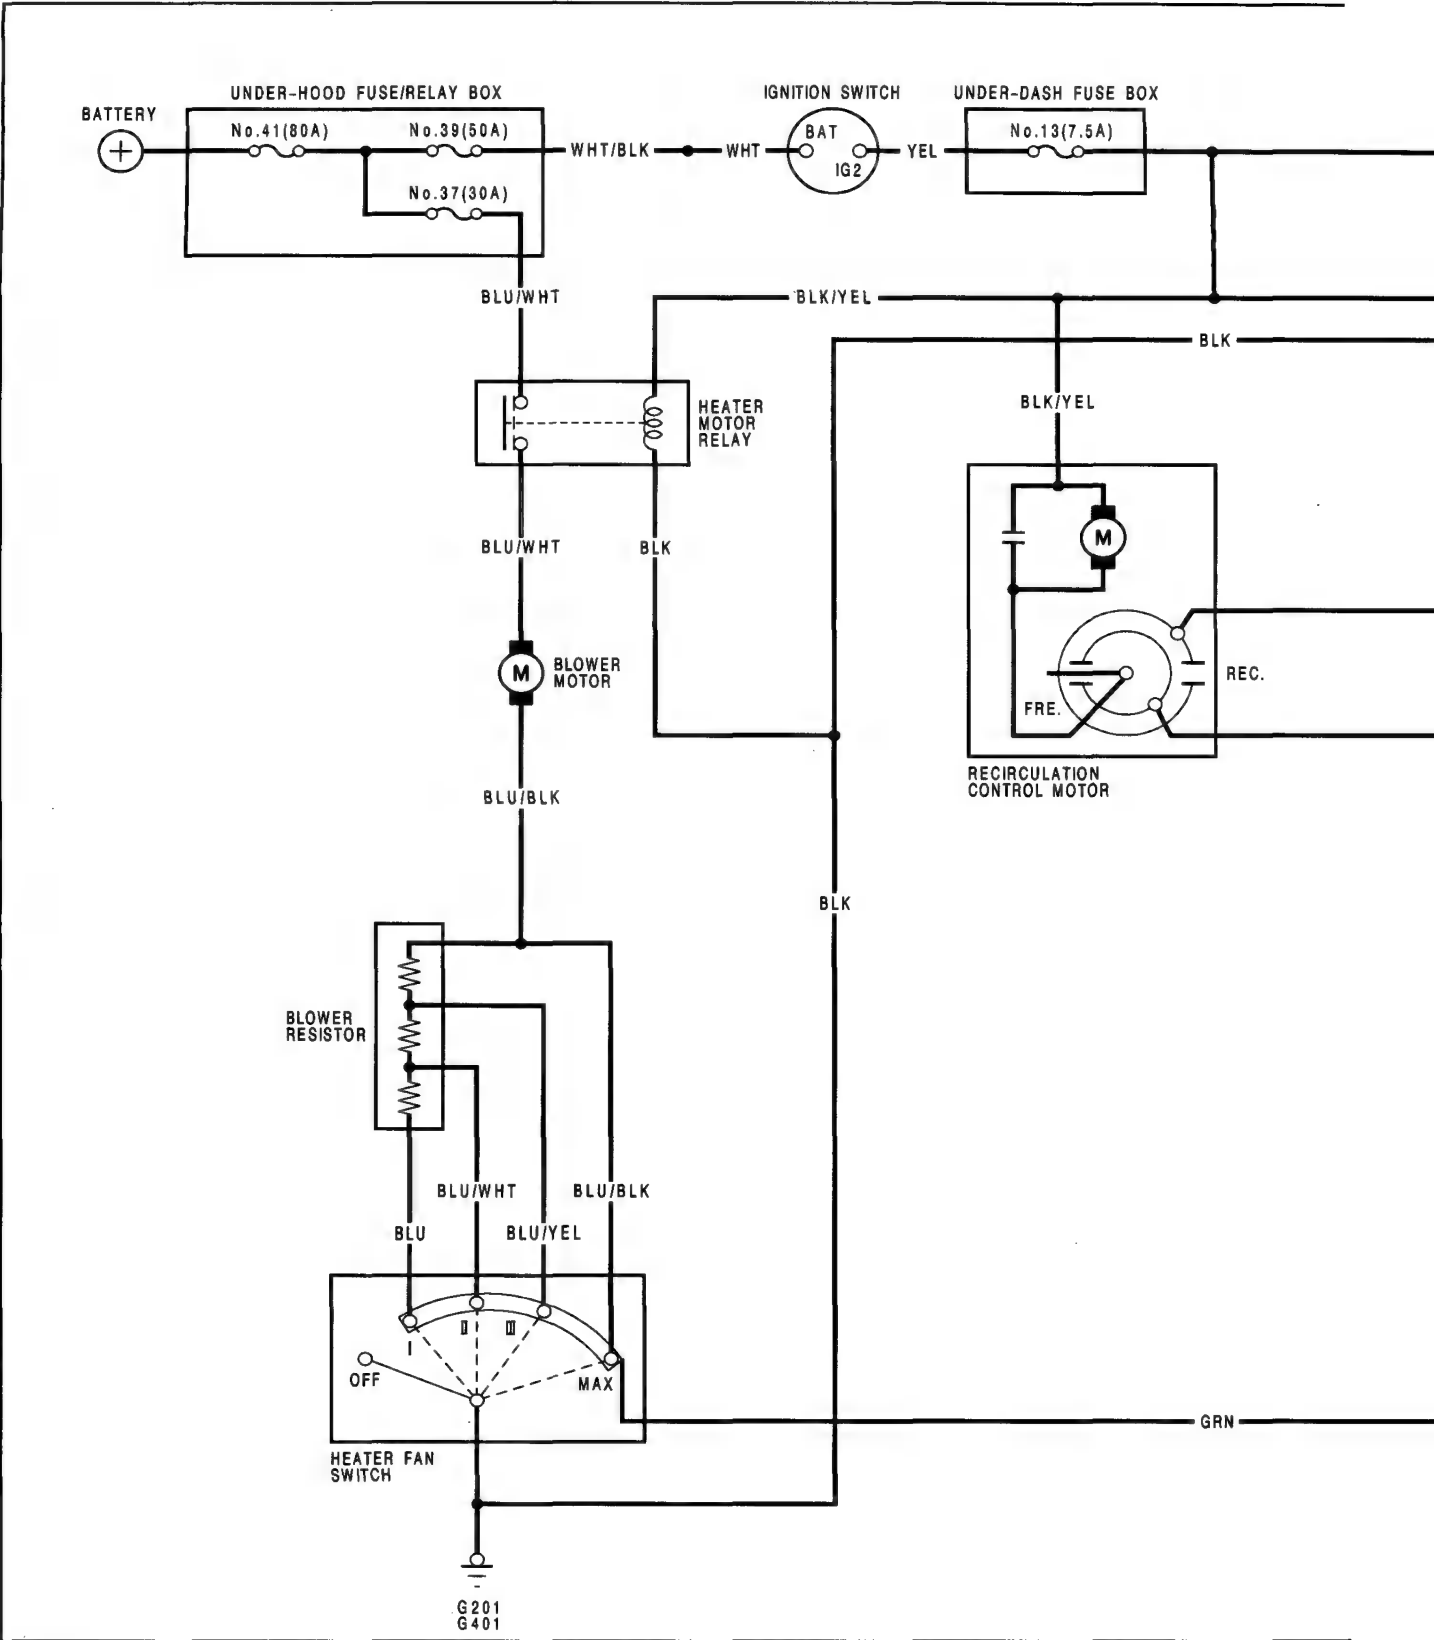 UNDER-HOOD FUSE/RELAY BOX
IGNITION SWITCH
UNDER-DASH FUSE BOX
BATTERY
No.41(80A)
No.39(50A)
BAT
No.13(7.5A)
+
WHT/BLK
WHT
YEL
IG2
No.37(30A)
BLU/WHT
BLK/YEL
BLK
BLK/YEL
HEATER
MOTOR
RELAY
M
BLU/WHT
BLK
M
BLOWER
MOTOR
REC.
FRE.
RECIRCULATION
CONTROL MOTOR
BLU/BLK
BLK
BLOWER
RESISTOR
BLU/WHT
BLU/BLK
BLU
BLU/YEL
I
II
III
OFF
MAX
GRN
HEATER FAN
SWITCH
G201
G401